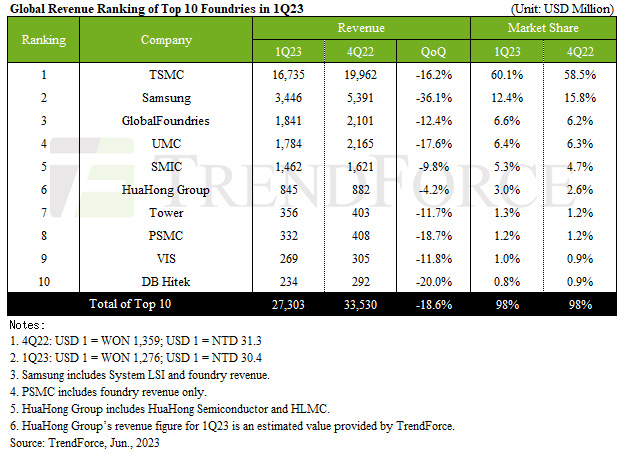 Global Revenue Ranking of Top 10 Foundries in 1Q23 (Unit: USD Million)
Ranking Company Revenue Market Share
1Q23 4Q22 QoQ 1Q23 4Q22
1 TSMC 16,735 19,962 -16.2% 60.1% 58.5%
2 Samsung 3,446 5,391 -36.1% 12.4% 15.8%
3 GlobalFoundries 1,841 2,101 -12.4% 6.6% 6.2%
4 UMC 1,784 2,165 -17.6% 6.4% 6.3%
5 SMIC 1,462 1,621 -9.8% 5.3% 4.7%
6 HuaHong Group 845 882 -4.2% 3.0% 2.6%
TRENDFORCE
7 Tower 356 403 -11.7% 1.3% 1.2%
8 PSMC 332 408 -18.7% 1.2% 1.2%
9 VIS 269 305 -11.8% 1.0% 0.9%
10 DB Hitek 234 292 -20.0% 0.8% 0.9%
Total of Top 10 27,303 33,530 -18.6% 98% 98%
Notes:
1. 4Q22: USD 1 = WON 1,359; USD 1 = NTD 31.3
2. 1Q23: USD 1 = WON 1,276; USD 1 = NTD 30.4
3. Samsung includes System LSI and foundry revenue.
4. PSMC includes foundry revenue only.
5. HuaHong Group includes HuaHong Semiconductor and HLMC.
6. HuaHong Group's revenue figure for 1Q23 is an estimated value provided by TrendForce.
Source: TrendForce, Jun., 2023